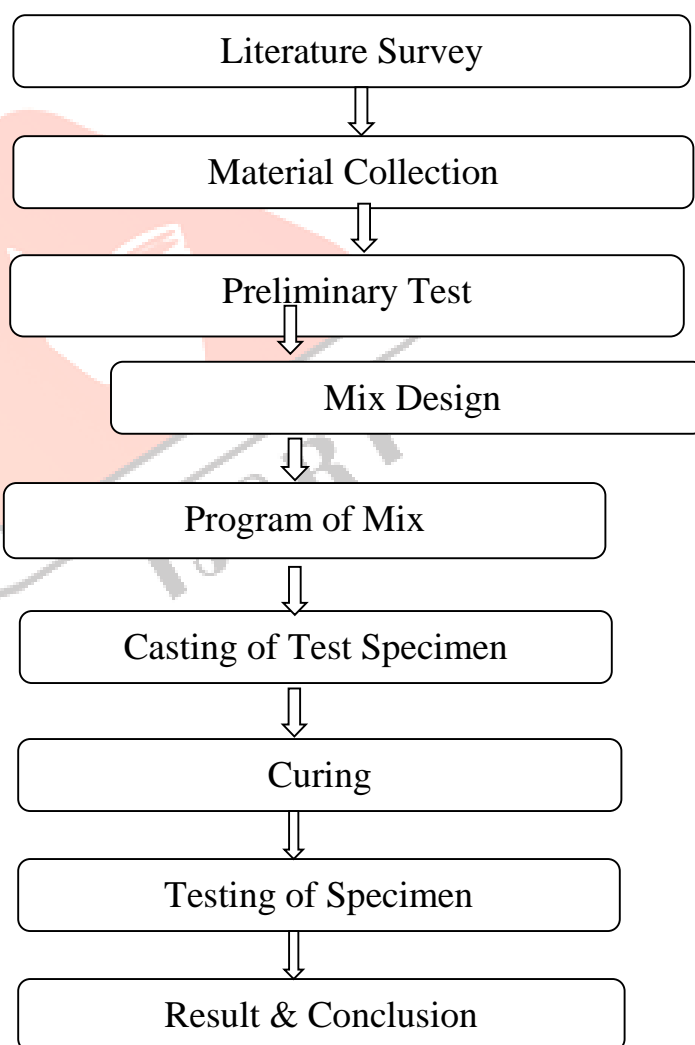 Literature Survey
Material Collection
Preliminary Test
Mix Design
Program of Mix
Casting of Test Specimen
Curing
Testing of Specimen
Result & Conclusion